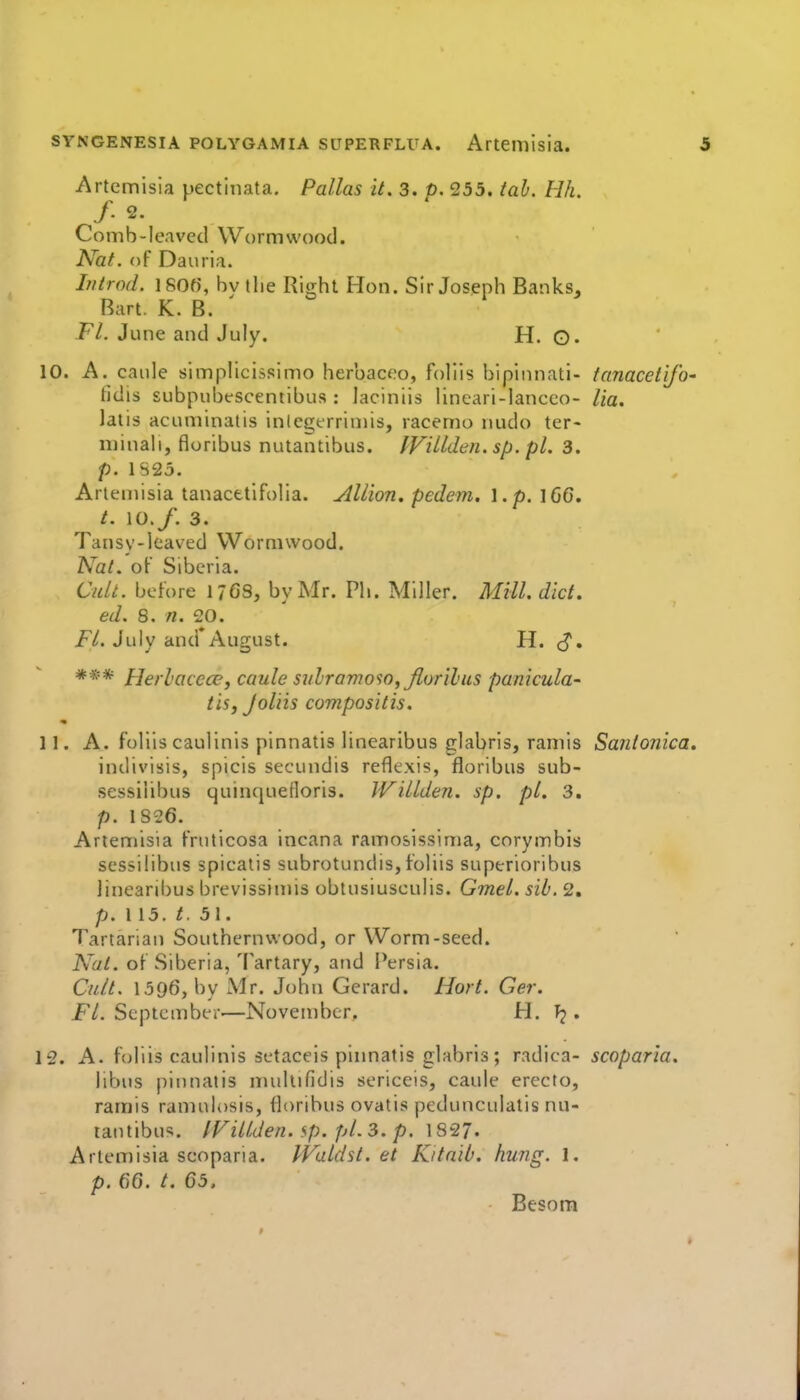 SYNGENESIA POLYGAMIA SUPERFLUA. Artemisia. 5
Artemisia pectinata. Pallas it. 3. p. 255. tab. Hh.
f. 2.
Comb-leaved Wormwood.
Nat. of Dauria.
Introd. 1806, by the Right Hon. Sir Joseph Banks,
Bart. K. B.
Fl. June and July. H. ☉.
10. A. caule simplicissimo herbaceo, foliis bipinnati- tanacetifo-
fidis subpubescentibus : laciniis lineari-lanceo- lia.
latis acuminatis integerrimis, racemo nudo ter-
minali, floribus nutantibus. Willden. sp. pl. 3.
p. 1825.
Artemisia tanacetifolia. Allion. pedem. 1. p. 166.
t. 10. f. 3.
Tansy-leaved Wormwood.
Nat. of Siberia.
Cult. before 1768, by Mr. Ph. Miller. Mill. dict.
ed. 8. n. 20.
Fl. July and August. H. ♂.
*** Herbaceæ, caule subramoso, floribus panicula-
tis, foliis compositis.
11. A. foliis caulinis pinnatis linearibus glabris, ramis Santonica.
indivisis, spicis secundis reflexis, floribus sub-
sessilibus quinquefloris. Willden. sp. pl. 3.
p. 1826.
Artemisia fruticosa incana ramosissima, corymbis
sessilibus spicatis subrotundis, foliis superioribus
linearibus brevissimis obtusiusculis. Gmel. sib. 2.
p. 115. t. 51.
Tartarian Southernwood, or Worm-seed.
Nat. of Siberia, Tartary, and Persia.
Cult. 1596, by Mr. John Gerard. Hort. Ger.
Fl. September—November. H. ♄.
12. A. foliis caulinis setaceis pinnatis glabris; radica- scoparia.
libus pinnatis multifidis sericeis, caule erecto,
ramis ramulosis, floribus ovatis pedunculatis nu-
tantibus. Willden. sp. pl. 3. p. 1827.
Artemisia scoparia. Waldst. et Kitaib. hung. 1.
p. 66. t. 65.
Besom